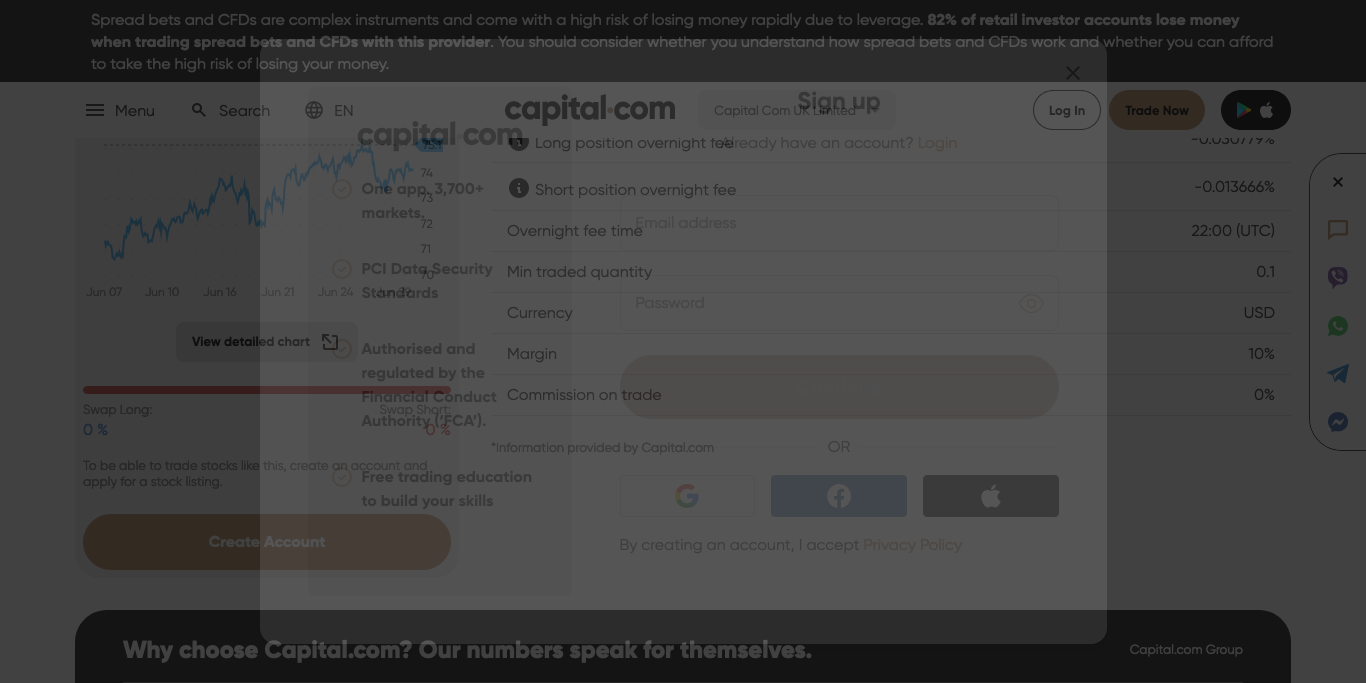 Spread bets and CFDs are complex instruments and come with a high risk of losing money rapidly due to leverage. 82% of retail investor accounts lose money
when trading spread bets and CFDs with this provider. You should consider whether you understand how spread bets and CFDs work and whether you can afford
to take the high risk of losing your money.
Menu
Search
EN
capital.com
Capital Com UK Limited
Log In
Trade Now
Sign up
Already have an account? Login
capital.com
One app, 3,700+
markets.
PCI Data Security
Standards
Authorised and
regulated by the
Financial Conduct
Authority ('FCA').
Free trading education
to build your skills
Email address
Password
OR
By creating an account, I accept Privacy Policy
75.1
74
73
72
71
70
Jun 07
Jun 10
Jun 16
Jun 21
Jun 24
View detailed chart
Swap Long:
Swap Short:
0 %
0 %
To be able to trade stocks like this, create an account and
apply for a stock listing.
Create Account
Long position overnight fee
-0.030779%
Short position overnight fee
-0.013666%
Overnight fee time
22:00 (UTC)
Min traded quantity
0.1
Currency
USD
Margin
10%
Commission on trade
0%
*Information provided by Capital.com
Why choose Capital.com? Our numbers speak for themselves.
Capital.com Group